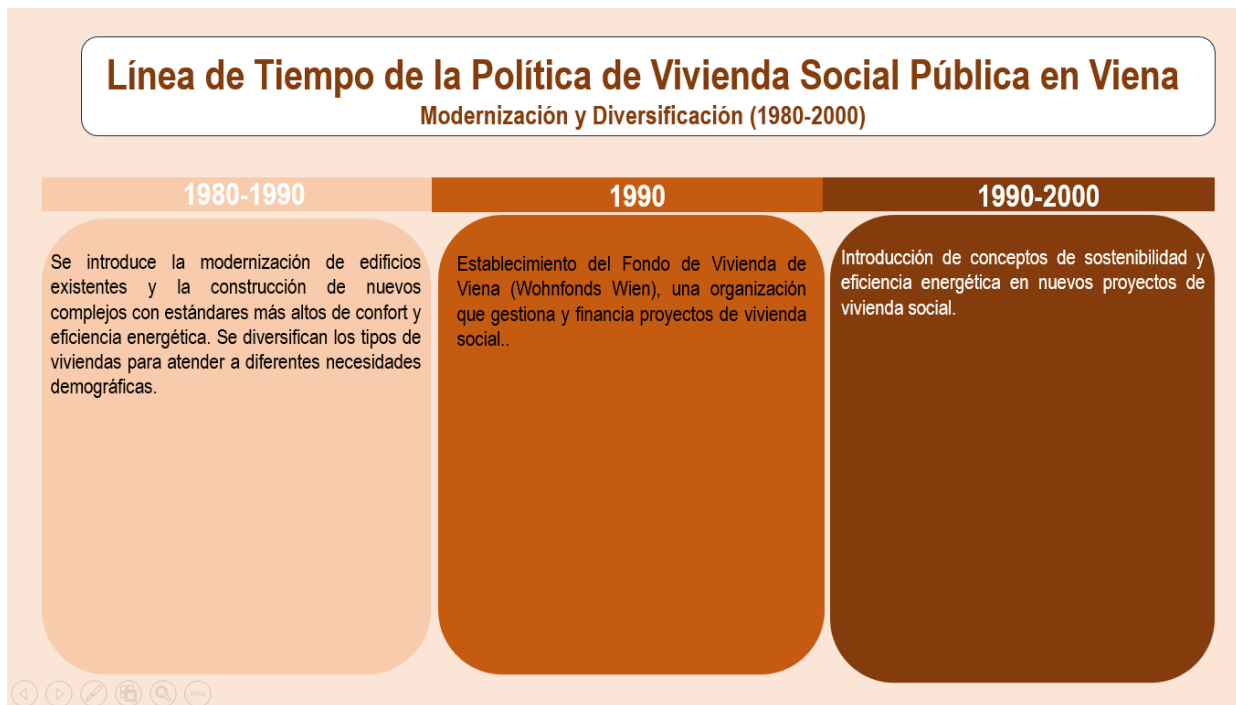 Línea de Tiempo de la Política de Vivienda Social Pública en Viena
Modernización y Diversificación (1980-2000)
1980-1990
Se introduce la modernización de edificios
existentes y la construcción de nuevos
complejos con estándares más altos de confort y
eficiencia energética. Se diversifican los tipos de
viviendas para atender a diferentes necesidades
demográficas.
1990
Establecimiento del Fondo de Vivienda de
Viena (Wohnfonds Wien), una organización
que gestiona y financia proyectos de vivienda
social..
1990-2000
Introducción de conceptos de sostenibilidad y
eficiencia energética en nuevos proyectos de
vivienda social.